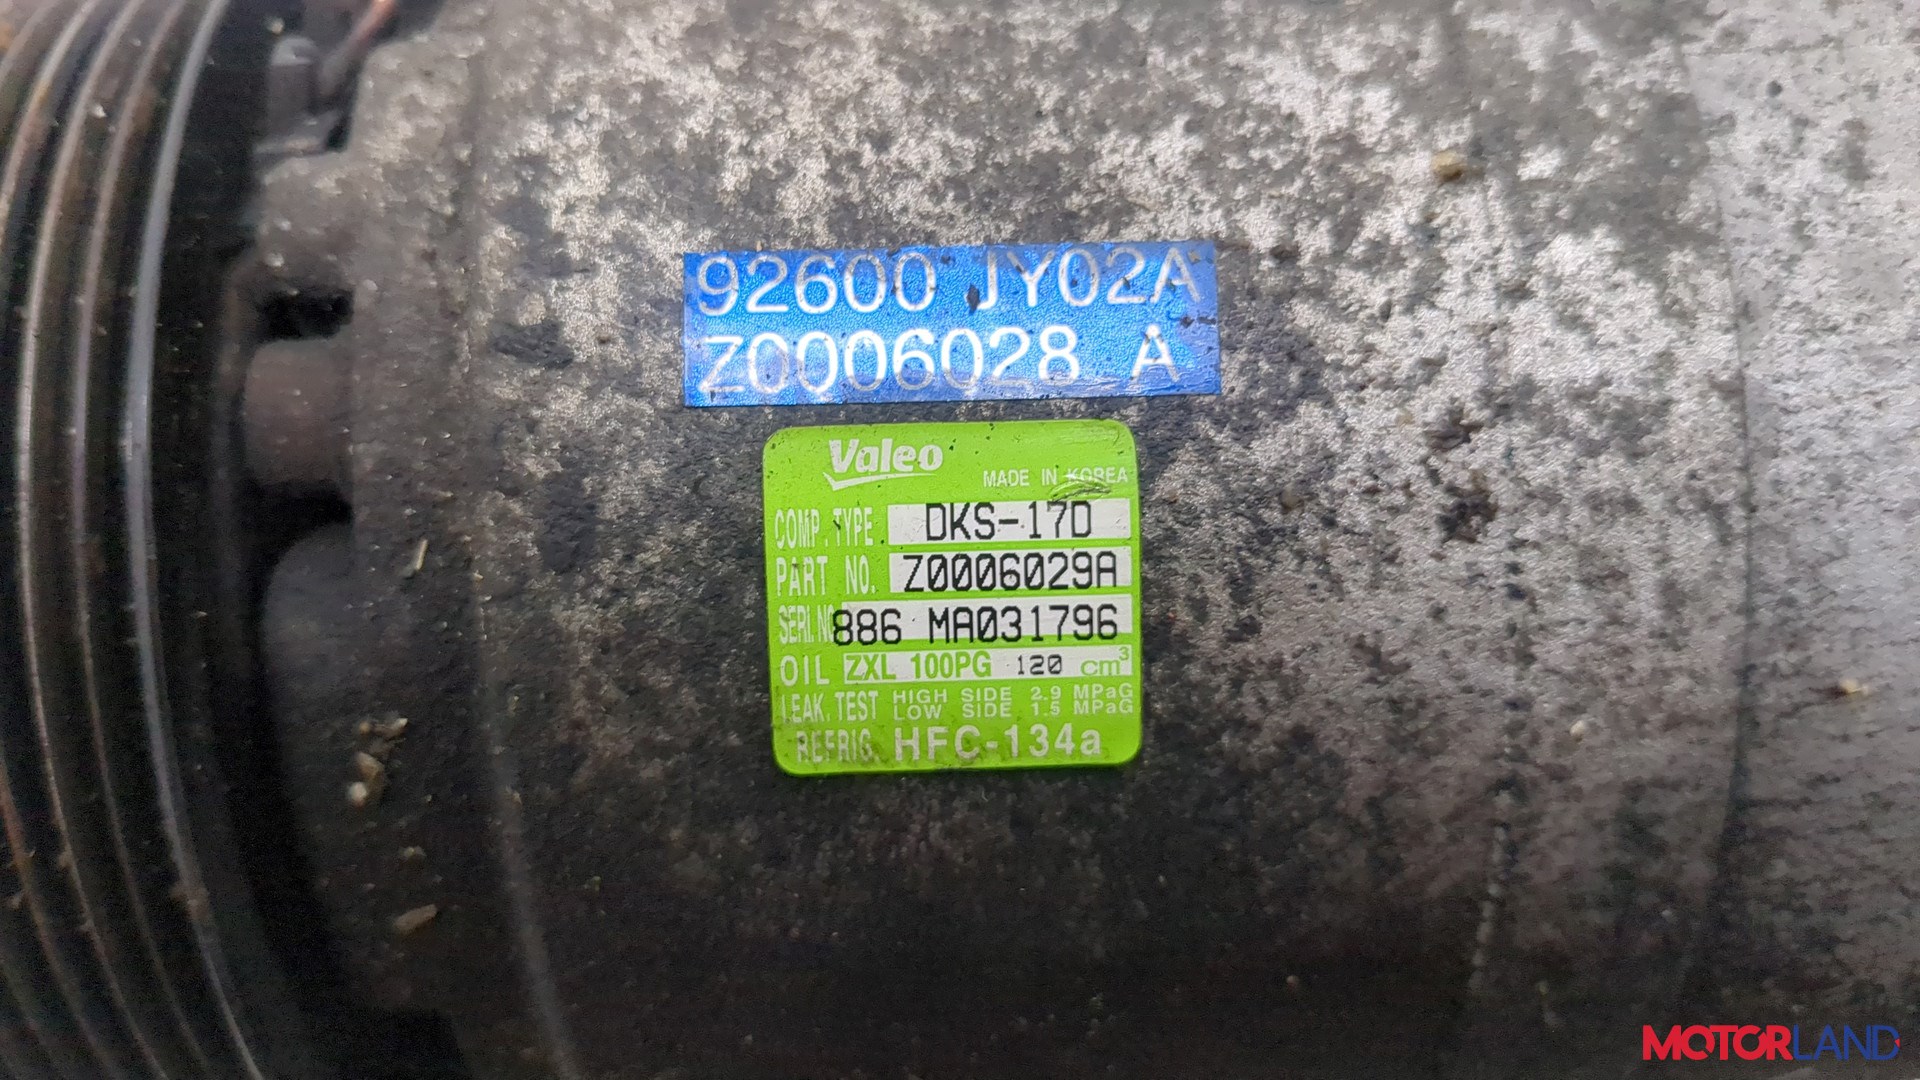 92600 JY02A
Z0006028 A
Valeo
MADE IN KOREA
COMP. TYPE DKS-17D
PART NO. Z0006029A
SERI.NO. 886 MA031796
OIL ZXL 100PG 120 cm³
LEAK. TEST HIGH SIDE 2.9 MPaG
LOW SIDE 1.5 MPaG
REFRIG. HFC-134a
MOTORLAND